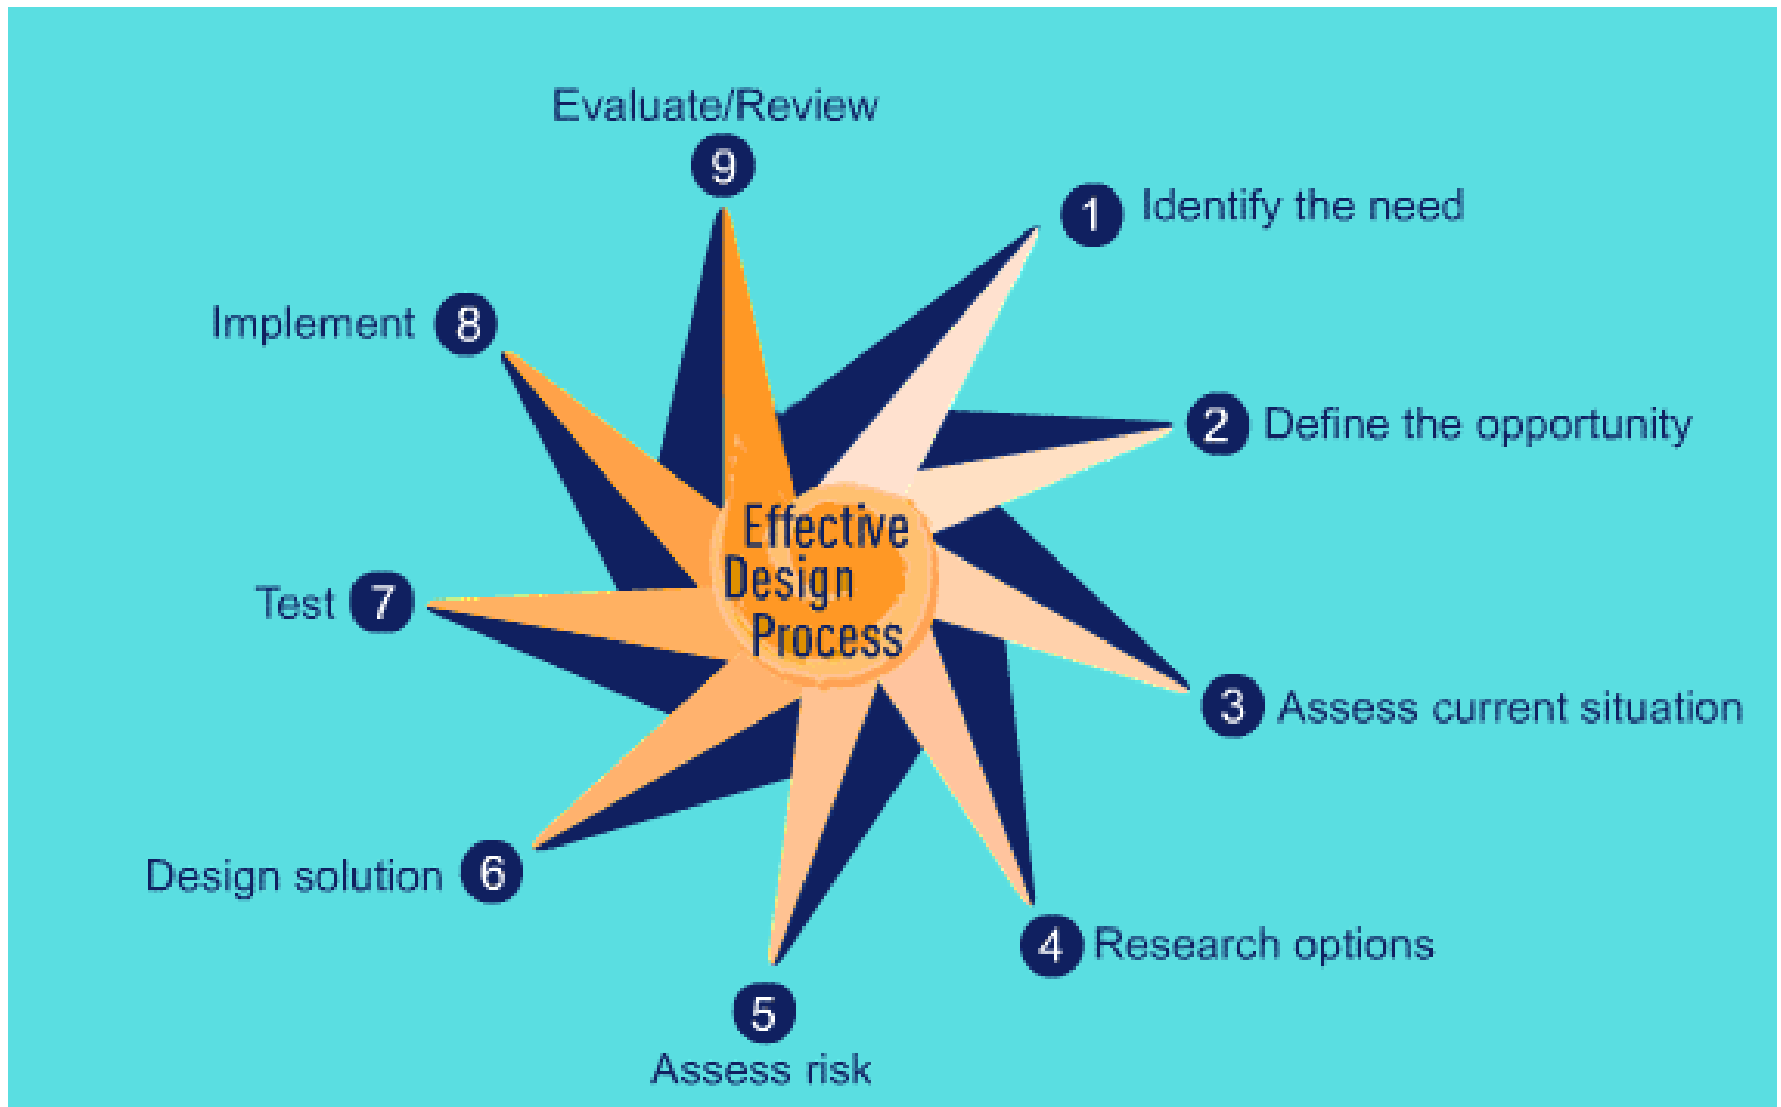 Evaluate/Review
9
1 Identify the need
Implement 8
2 Define the opportunity
Effective
Design
Process
Test 7
3 Assess current situation
Design solution 6
4 Research options
5
Assess risk